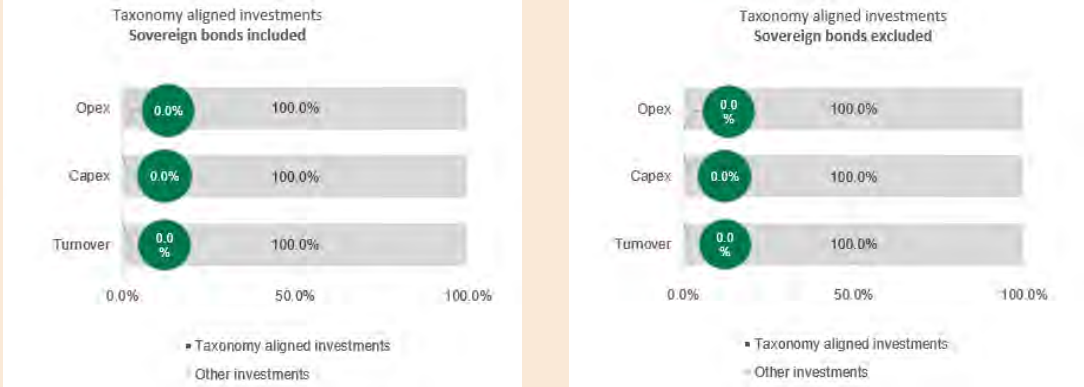 Taxonomy aligned investments
Sovereign bonds included
Opex
0.0%
100.0%
Capex
0.0%
100.0%
Turnover
0.0
%
100.0%
0.0%
50.0%
100.0%
Taxonomy aligned investments
Other investments
Taxonomy aligned investments
Sovereign bonds excluded
Opex
0.0
%
100.0%
Capex
0.0%
100.0%
Turnover
0.0
%
100.0%
0.0%
50.0%
100.0%
Taxonomy aligned investments
Other investments